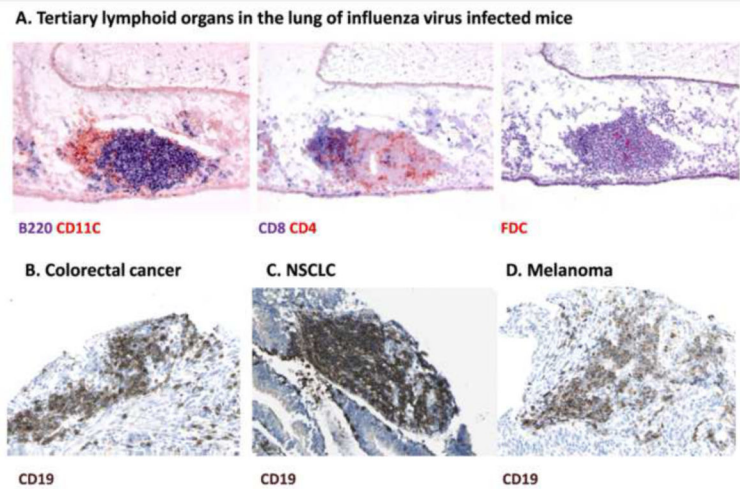 A. Tertiary lymphoid organs in the lung of influenza virus infected mice
B220 CD11C
CD8 CD4
FDC
B. Colorectal cancer
C. NSCLC
D. Melanoma
CD19
CD19
CD19